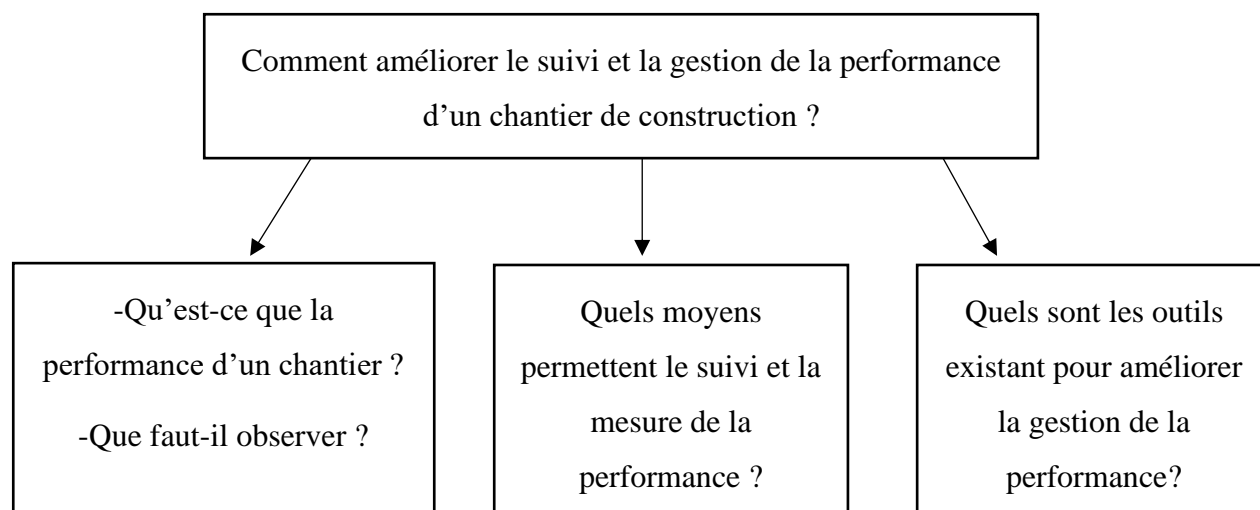 Comment améliorer le suivi et la gestion de la performance
d’un chantier de construction ?
-Qu’est-ce que la
performance d’un chantier ?
-Que faut-il observer ?
Quels moyens
permettent le suivi et la
mesure de la
performance ?
Quels sont les outils
existant pour améliorer
la gestion de la
performance?